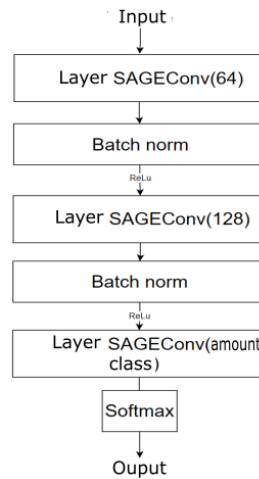 Input
Layer SAGEConv(64)
Batch norm
ReLu
Layer SAGEConv(128)
Batch norm
ReLu
Layer SAGEConv(amount
class)
Softmax
Ouput